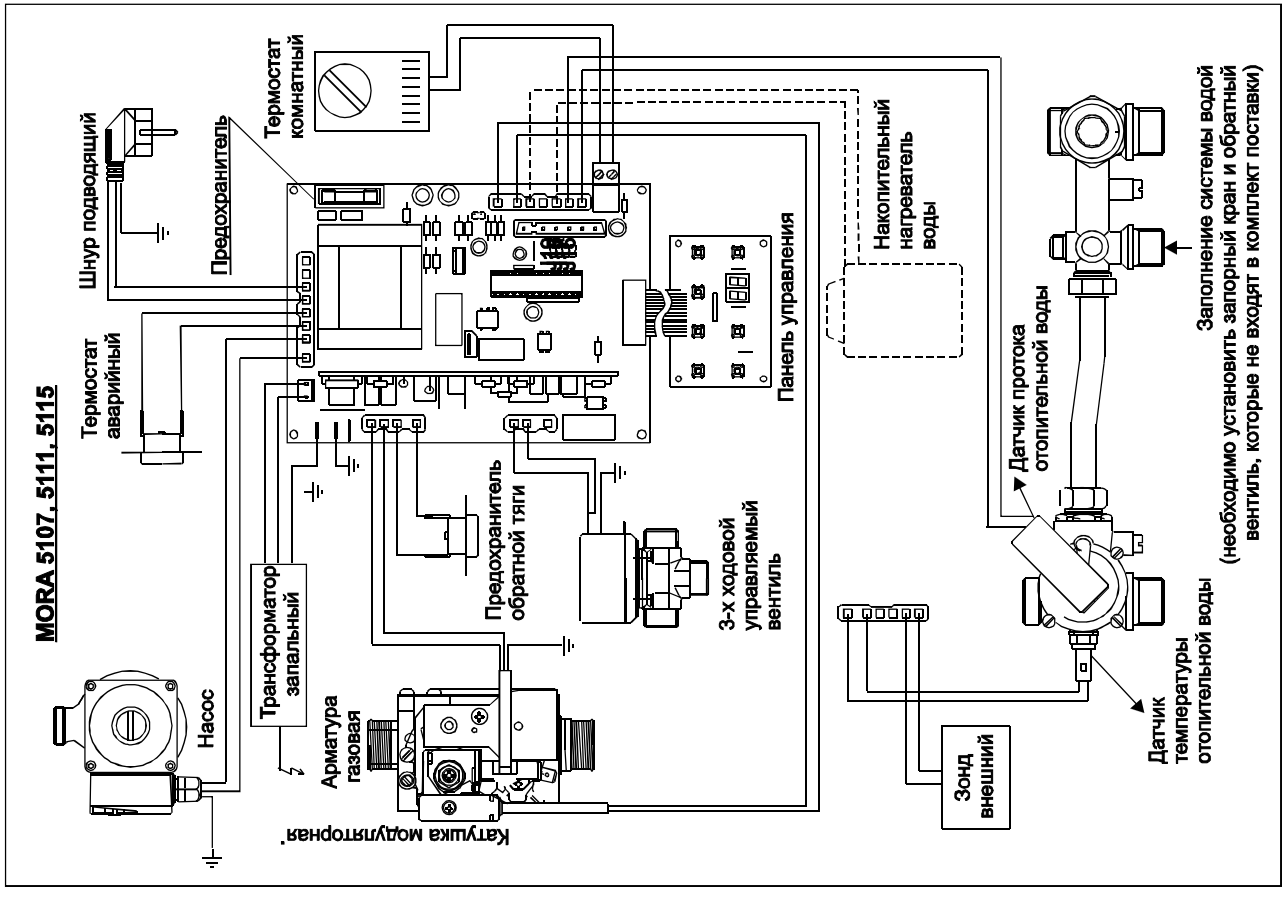 MORA 5107, 5111, 5115
Шнур подводящий
Предохранитель
Термостат
комнатный
Термостат
аварийный
Насос
Трансформатор
запальный
Арматура
газовая
Катушка модуляторная
Предохранитель
обратной тяги
3-х ходовой
управляемый
вентиль
Панель управления
Накопительный
нагреватель
воды
Датчик протока
отопительной воды
Заполнение системы водой
(необходимо установить запорный кран и обратный
вентиль, которые не входят в комплект поставки)
Датчик
температуры
отопительной воды
Зонд
внешний